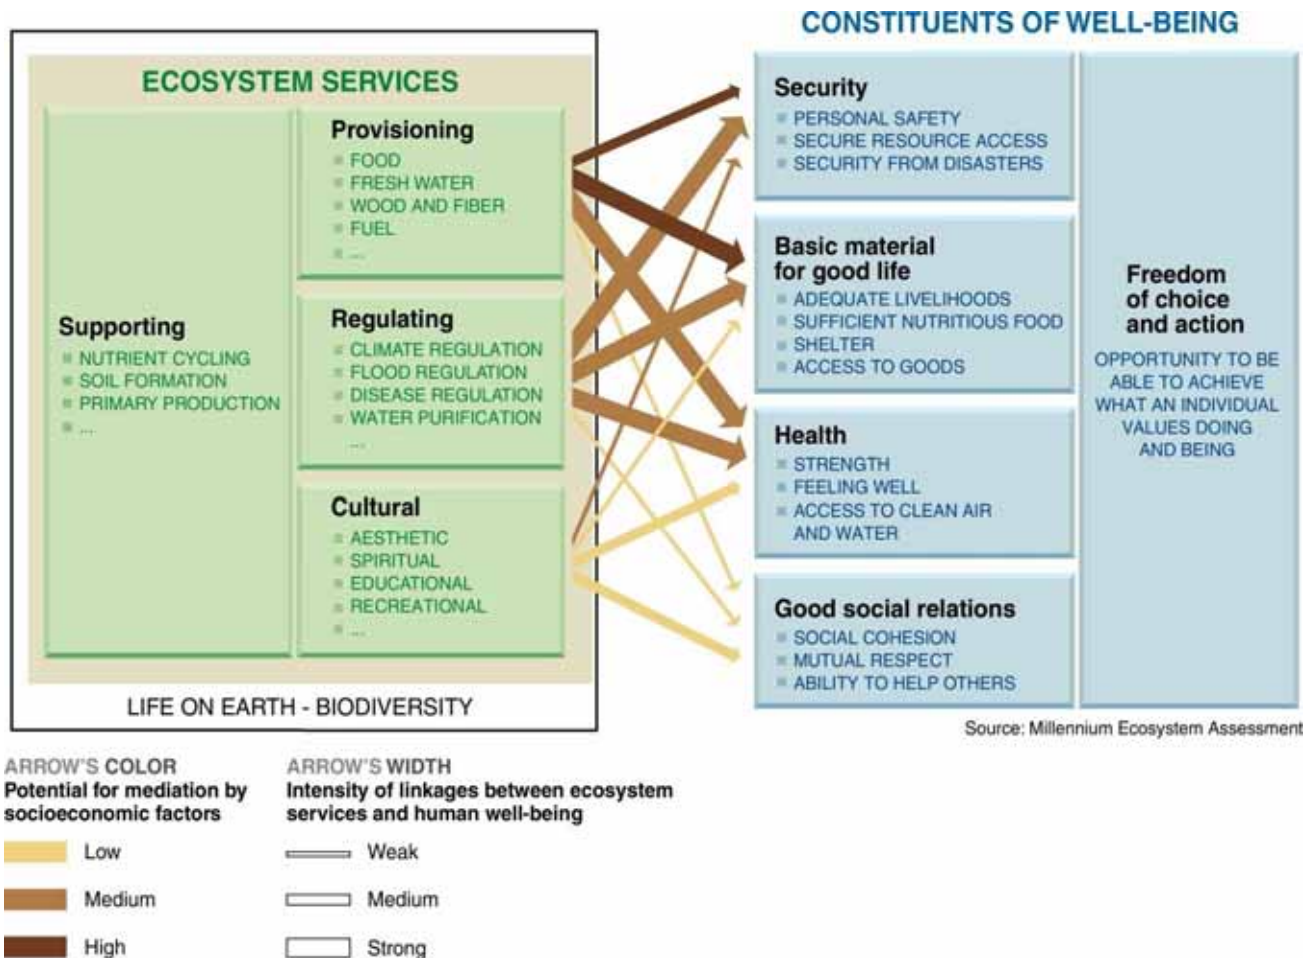 CONSTITUENTS OF WELL-BEING
ECOSYSTEM SERVICES
Supporting
NUTRIENT CYCLING
SOIL FORMATION
PRIMARY PRODUCTION
...
Provisioning
FOOD
FRESH WATER
WOOD AND FIBER
FUEL
...
Regulating
CLIMATE REGULATION
FLOOD REGULATION
DISEASE REGULATION
WATER PURIFICATION
...
Cultural
AESTHETIC
SPIRITUAL
EDUCATIONAL
RECREATIONAL
...
LIFE ON EARTH - BIODIVERSITY
Security
PERSONAL SAFETY
SECURE RESOURCE ACCESS
SECURITY FROM DISASTERS
Basic material
for good life
ADEQUATE LIVELIHOODS
SUFFICIENT NUTRITIOUS FOOD
SHELTER
ACCESS TO GOODS
Health
STRENGTH
FEELING WELL
ACCESS TO CLEAN AIR
AND WATER
Good social relations
SOCIAL COHESION
MUTUAL RESPECT
ABILITY TO HELP OTHERS
Freedom
of choice
and action
OPPORTUNITY TO BE
ABLE TO ACHIEVE
WHAT AN INDIVIDUAL
VALUES DOING
AND BEING
Source: Millennium Ecosystem Assessment
ARROW'S COLOR
Potential for mediation by
socioeconomic factors
Low
Medium
High
ARROW'S WIDTH
Intensity of linkages between ecosystem
services and human well-being
Weak
Medium
Strong